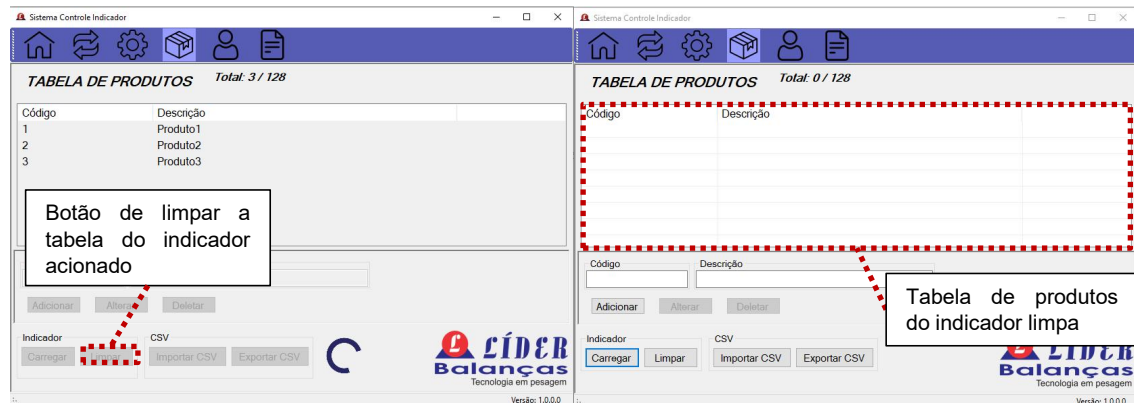 Sistema Controle Indicador
TABELA DE PRODUTOS Total: 3 / 128
Código Descrição
1 Produto1
2 Produto2
3 Produto3
Botão de limpar a
tabela do indicador
acionado
Adicionar Alterar Deletar
Indicador CSV
Carregar Limpar Importar CSV Exportar CSV
LÍDER
Balanças
Tecnologia em pesagem
Versão: 1.0.0.0
Sistema Controle Indicador
TABELA DE PRODUTOS Total: 0 / 128
Código Descrição
Código Descrição
Adicionar Alterar Deletar
Tabela de produtos
do indicador limpa
Indicador CSV
Carregar Limpar Importar CSV Exportar CSV
LÍDER
Balanças
Tecnologia em pesagem
Versão: 1.0.0.0